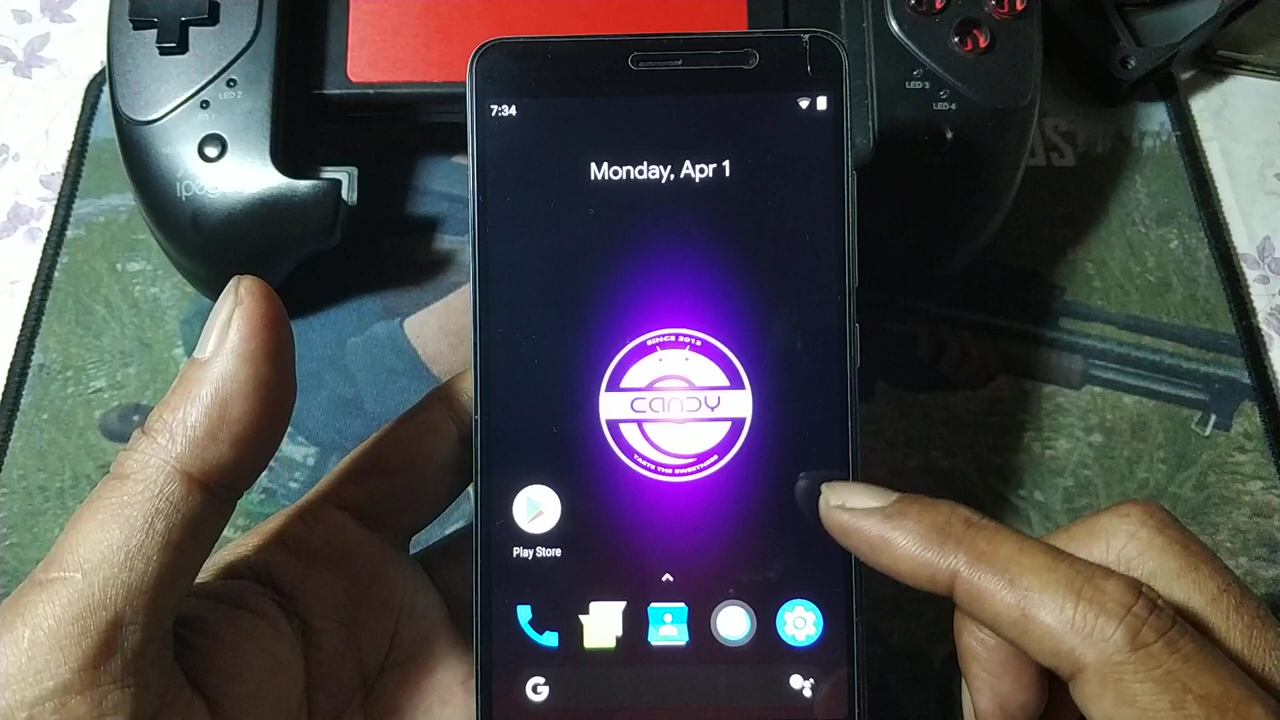 LED 2
LED 3
LED 4
7:34
Monday, Apr 1
SINCE 2013
CANDY
TASTE THE SWEETNESS
Play Store
G